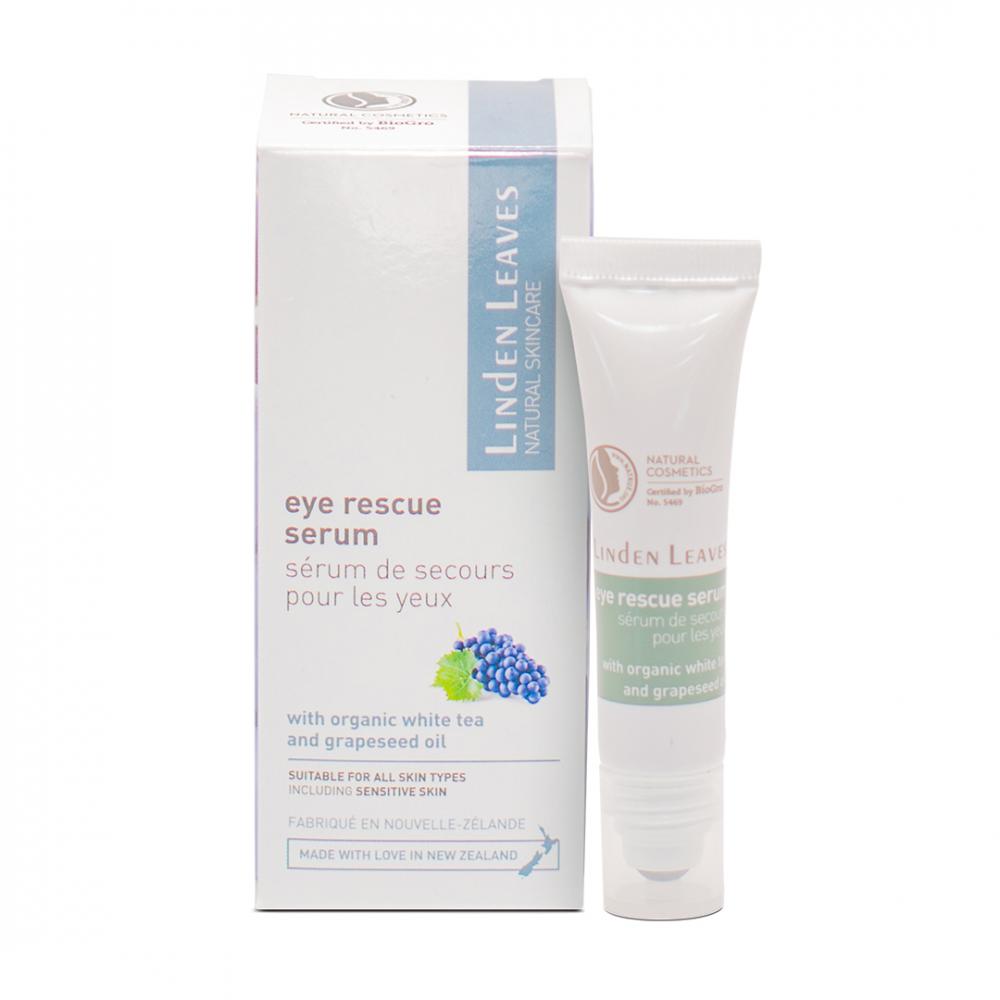 NATURAL COSMETICS
Certified by BioGro
No. 5469
LINdEN LEAVES
NATURAL SKINCARE
eye rescue
serum
sérum de secours
pour les yeux
with organic white tea
and grapeseed oil
SUITABLE FOR ALL SKIN TYPES
INCLUDING SENSITIVE SKIN
FABRIQUÉ EN NOUVELLE-ZÉLANDE
MADE WITH LOVE IN NEW ZEALAND
NATURAL
COSMETICS
Certified by BioGro
No. 5469
LINdEN LEAVES
eye rescue serum
sérum de secour
pour les yeu
with organic white te
and grapeseed